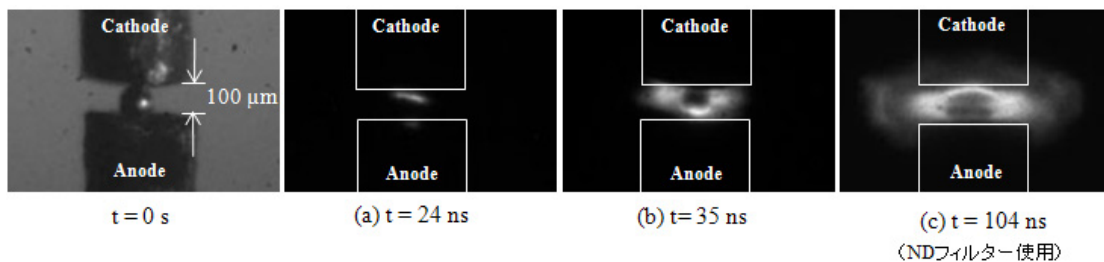 Cathode
100 μm
Anode
t = 0 s
Cathode
Anode
(a) t = 24 ns
Cathode
Anode
(b) t= 35 ns
Cathode
Anode
(c) t = 104 ns
(NDフィルター使用)